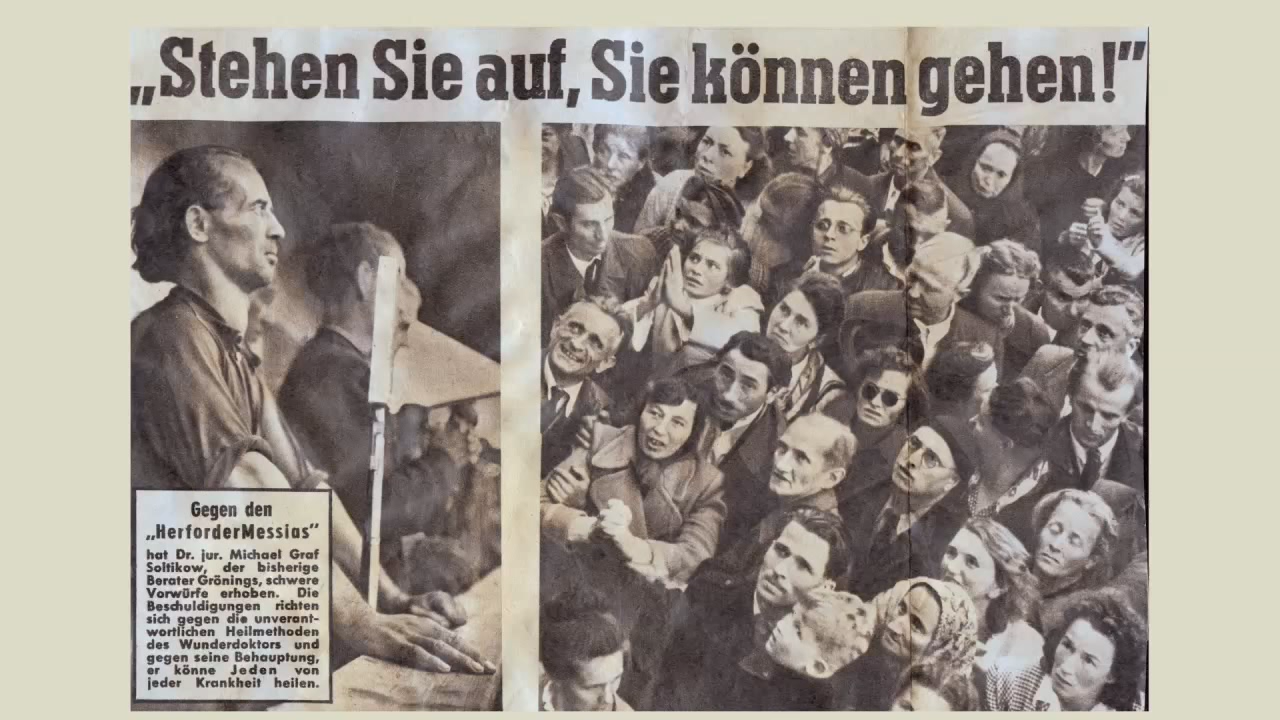 „Stehen Sie auf, Sie können gehen!”
Gegen den
„HerforderMessias”
hat Dr. jur. Michael Graf
Soltikow, der bisherige
Berater Grönings, schwere
Vorwürfe erhoben. Die
Beschuldigungen richten
sich gegen die unverant-
wortlichen Heilmethoden
des Wunderdoktors und
gegen seine Behauptung,
er könne Jeden von
jeder Krankheit heilen.